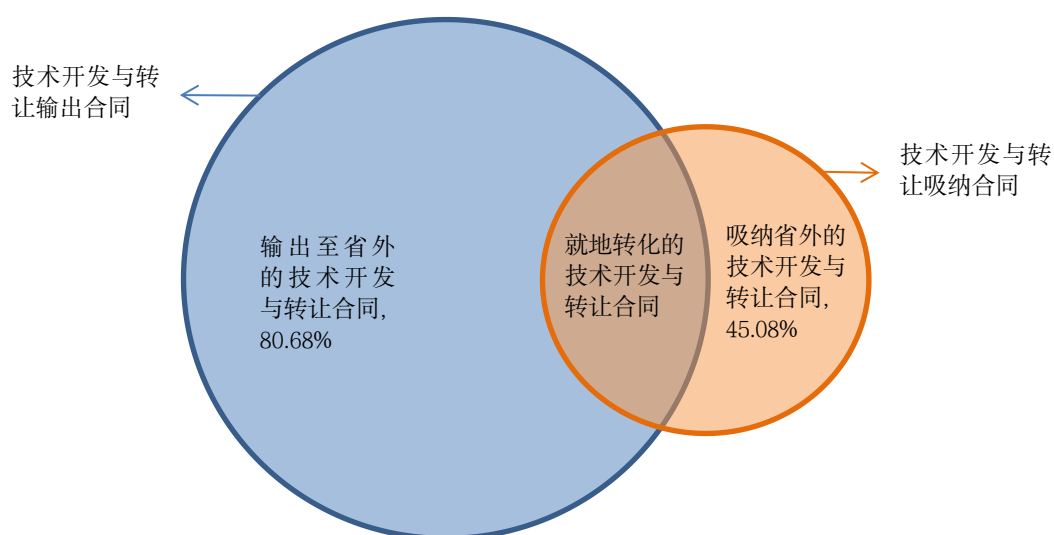 技术开发与转
让输出合同
技术开发与转
让吸纳合同
输出至省外
的技术开发
与转让合同,
80.68%
就地转化的
技术开发与
转让合同
吸纳省外的
技术开发与
转让合同,
45.08%